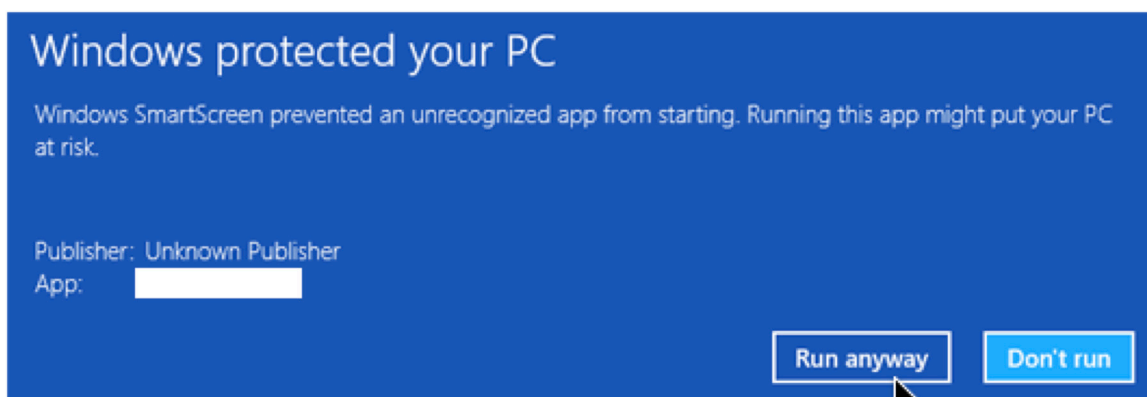 Windows protected your PC
Windows SmartScreen prevented an unrecognized app from starting. Running this app might put your PC
at risk.
Publisher: Unknown Publisher
App:
Run anyway Don't run